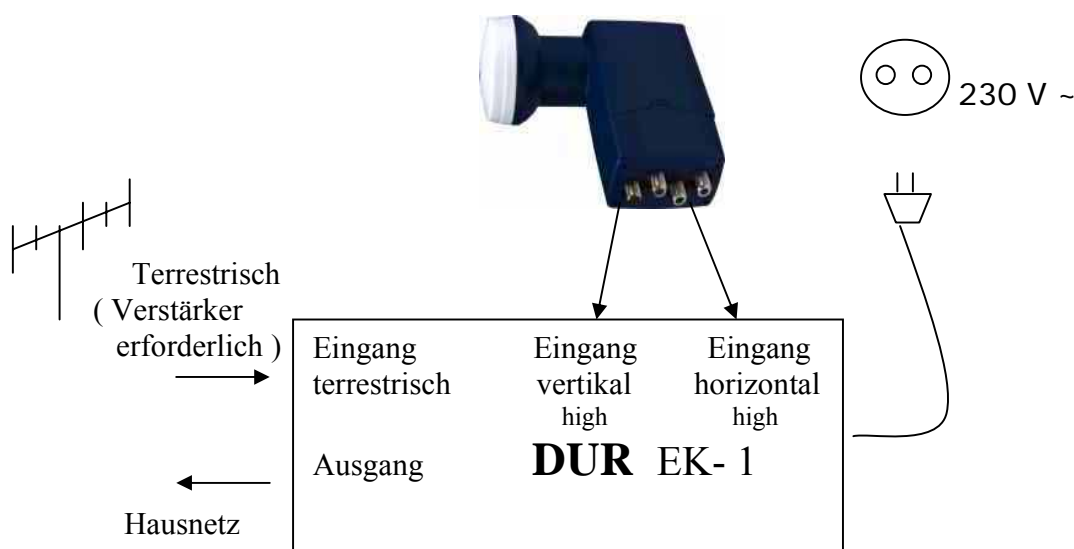 230 V ~
Terrestrisch
( Verstärker
erforderlich )
Eingang
terrestrisch
Eingang
vertikal
high
Eingang
horizontal
high
Ausgang
DUR EK- 1
Hausnetz